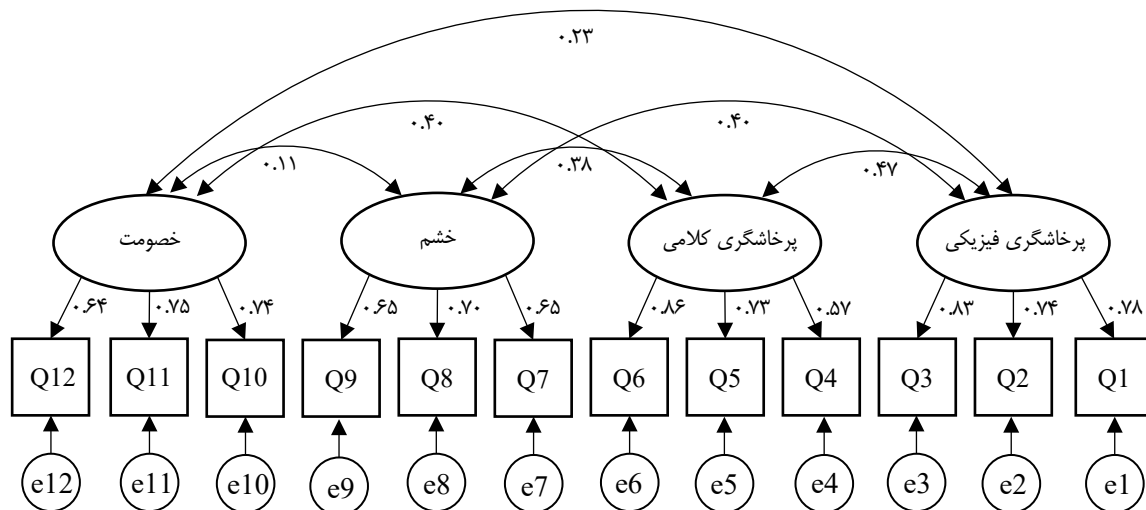 ۰.۲۳
۰.۴۰ ۰.۴۰
۰.۱۱ ۰.۳۸ ۰.۴۷
پرخاشگری فیزیکی پرخاشگری کلامی خشم خصومت
۰.۶۴ ۰.۷۵ ۰.۷۴ ۰.۶۵ ۰.۷۰ ۰.۶۵ ۰.۸۶ ۰.۷۳ ۰.۵۷ ۰.۸۳ ۰.۷۴ ۰.۷۸
Q12 Q11 Q10 Q9 Q8 Q7 Q6 Q5 Q4 Q3 Q2 Q1
e12 e11 e10 e9 e8 e7 e6 e5 e4 e3 e2 e1